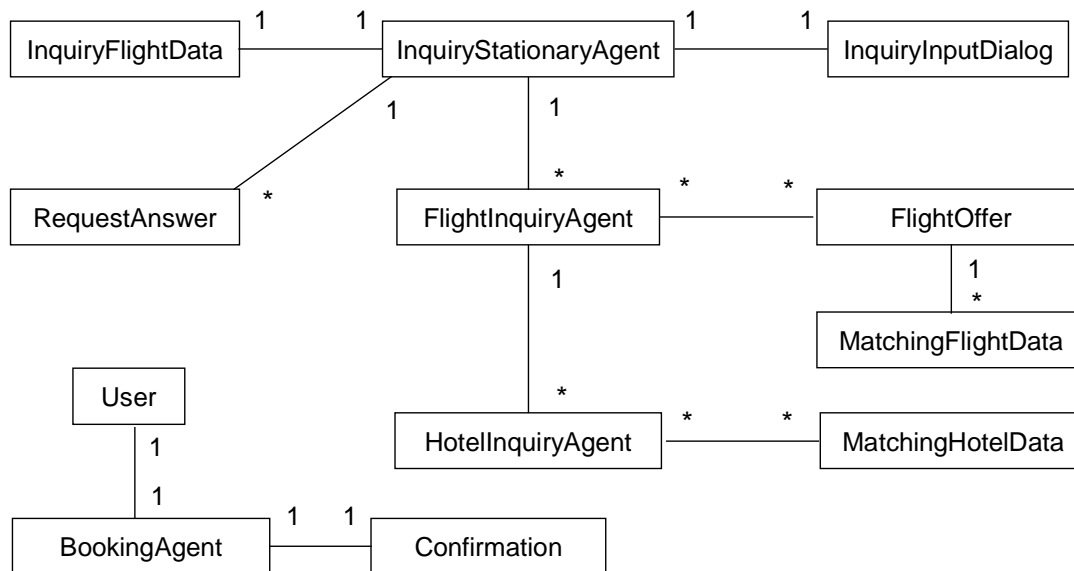 1 1 1 1
InquiryFlightData InquiryStationaryAgent InquiryInputDialog
1 1
* * * *
RequestAnswer FlightInquiryAgent FlightOffer
1 1
*
MatchingFlightData
User
* * *
HotelInquiryAgent MatchingHotelData
1
1
1 1
BookingAgent Confirmation